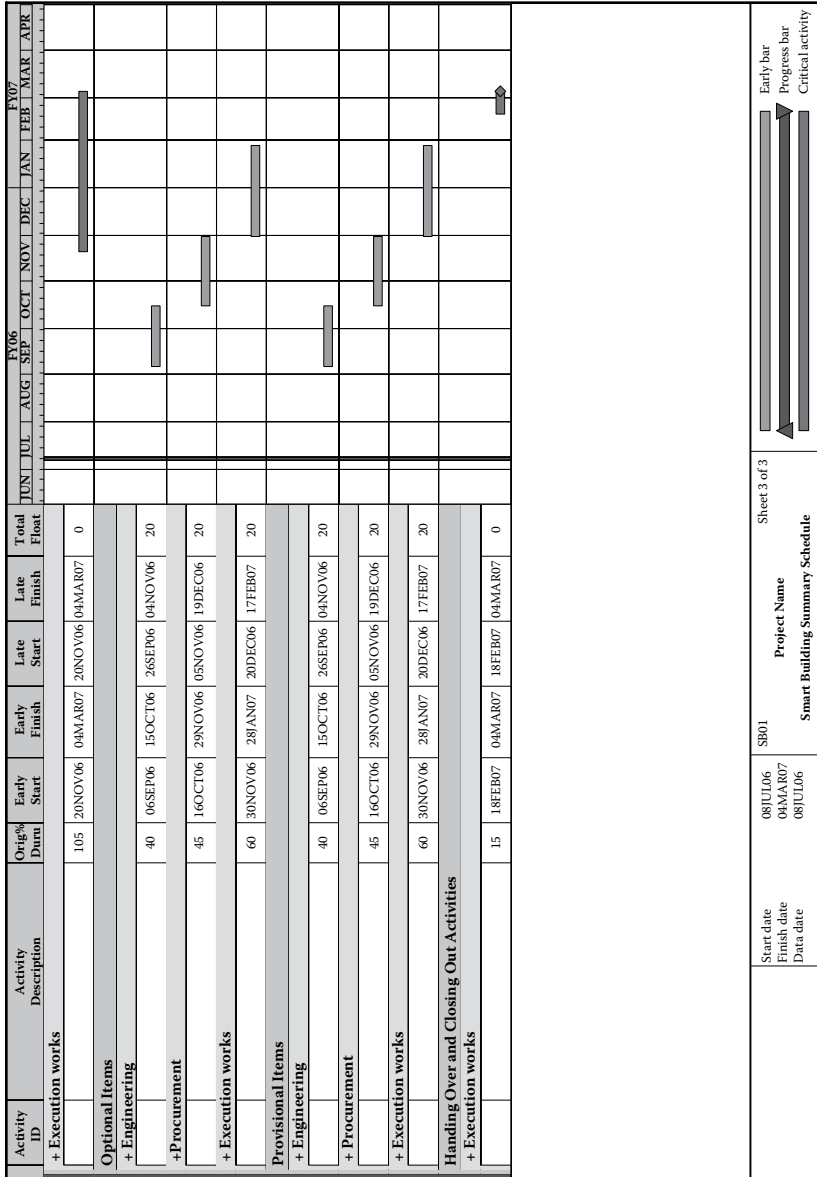 FY06 FY07
Activity ID Activity Description Orig% Duru Early Start Early Finish Late Start Late Finish Total Float JUN JUL AUG SEP OCT NOV DEC JAN FEB MAR APR
+ Execution works
105 20NOV06 04MAR07 20NOV06 04MAR07 0
Optional Items
+ Engineering
40 06SEP06 15OCT06 26SEP06 04NOV06 20
+Procurement
45 16OCT06 29NOV06 05NOV06 19DEC06 20
+ Execution works
60 30NOV06 28JAN07 20DEC06 17FEB07 20
Provisional Items
+ Engineering
40 06SEP06 15OCT06 26SEP06 04NOV06 20
+ Procurement
45 16OCT06 29NOV06 05NOV06 19DEC06 20
+ Execution works
60 30NOV06 28JAN07 20DEC06 17FEB07 20
Handing Over and Closing Out Activities
+ Execution works
15 18FEB07 04MAR07 18FEB07 04MAR07 0
Start date 08JUL06
Finish date 04MAR07
Data date 08JUL06
SB01 Sheet 3 of 3
Project Name
Smart Building Summary Schedule
Early bar
Progress bar
Critical activity